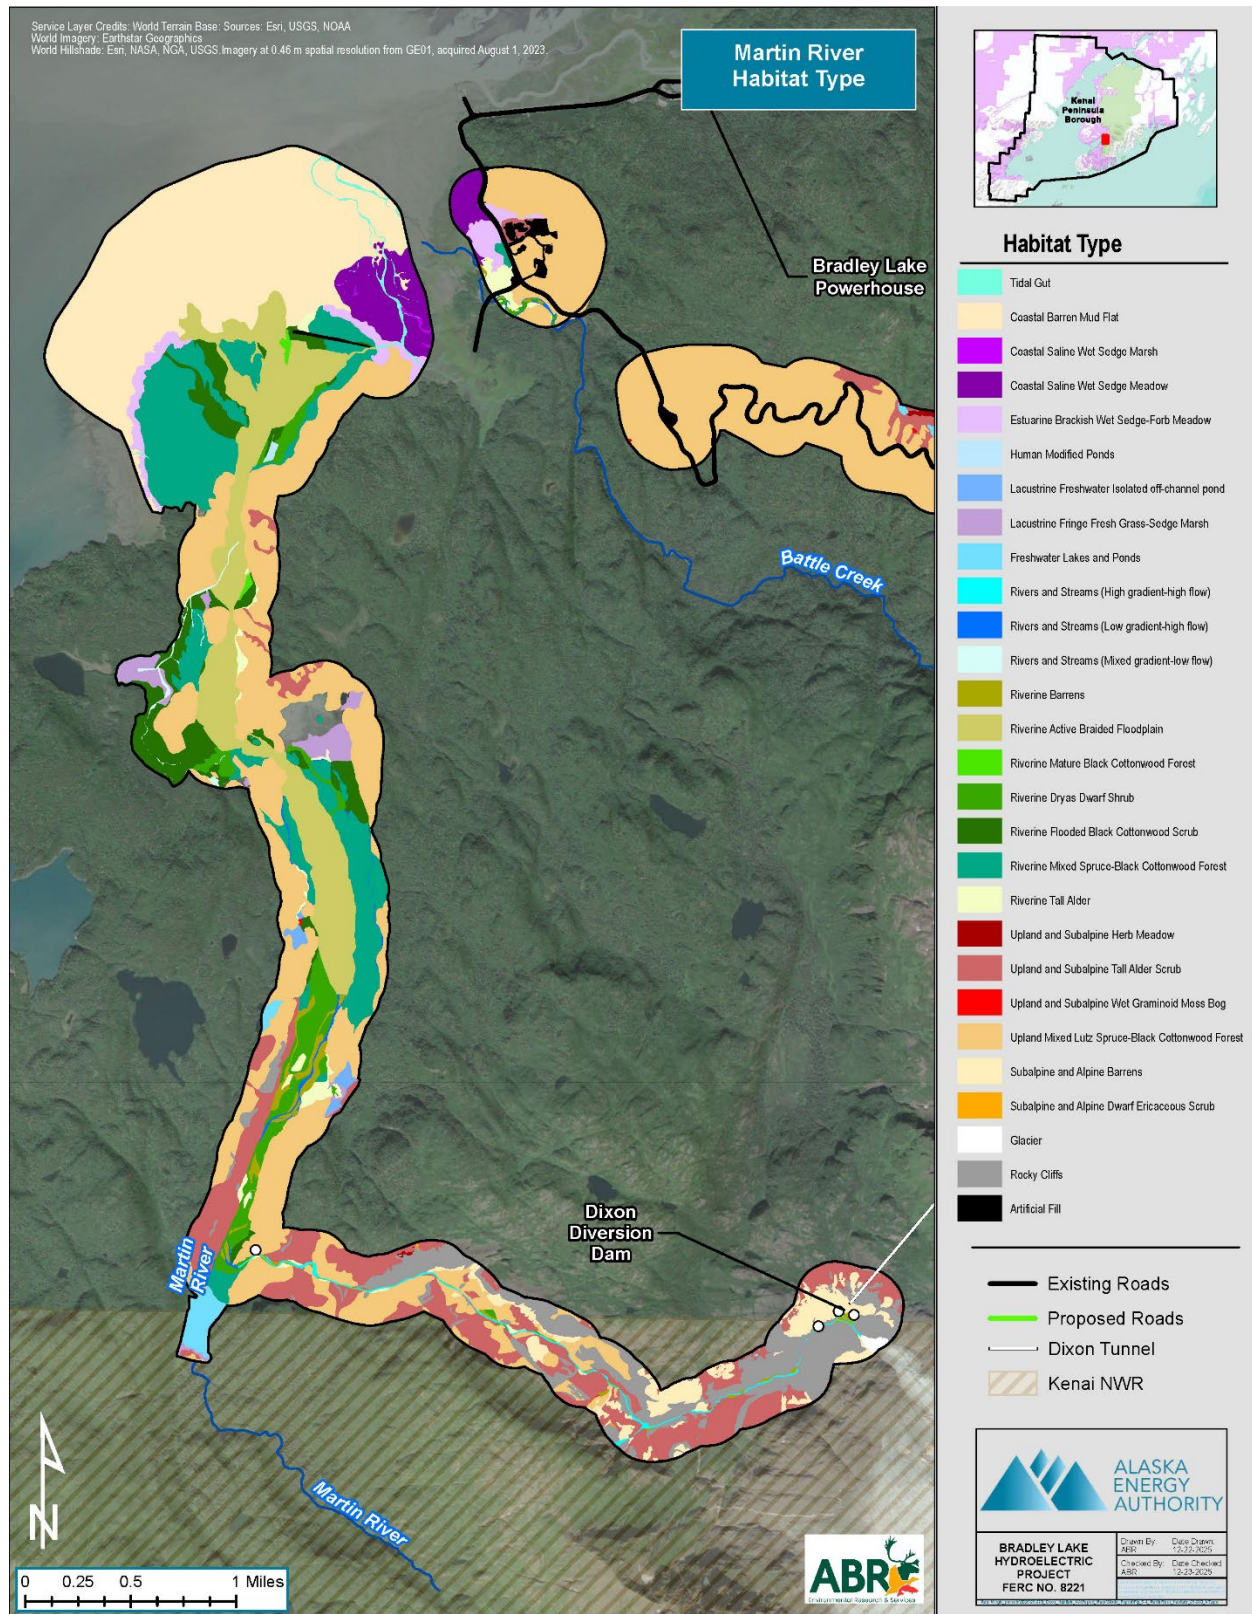 Service Layer Credits: World Terrain Base: Sources: Esri, USGS, NOAA
World Imagery: Earthstar Geographics
World Hillshade: Esri, NASA, NGA, USGS.Imagery at 0.46 m spatial resolution from GE01, acquired August 1, 2023.
Martin River
Habitat Type
Kenai
Peninsula
Borough
Bradley Lake
Powerhouse
Battle Creek
Dixon
Diversion
Dam
Martin
River
Martin River
N
0 0.25 0.5 1 Miles
ABR
Environmental Research & Services
Habitat Type
Tidal Gut
Coastal Barren Mud Flat
Coastal Saline Wet Sedge Marsh
Coastal Saline Wet Sedge Meadow
Estuarine Brackish Wet Sedge-Forb Meadow
Human Modified Ponds
Lacustrine Freshwater Isolated off-channel pond
Lacustrine Fringe Fresh Grass-Sedge Marsh
Freshwater Lakes and Ponds
Rivers and Streams (High gradient-high flow)
Rivers and Streams (Low gradient-high flow)
Rivers and Streams (Mixed gradient-low flow)
Riverine Barrens
Riverine Active Braided Floodplain
Riverine Mature Black Cottonwood Forest
Riverine Dryas Dwarf Shrub
Riverine Flooded Black Cottonwood Scrub
Riverine Mixed Spruce-Black Cottonwood Forest
Riverine Tall Alder
Upland and Subalpine Herb Meadow
Upland and Subalpine Tall Alder Scrub
Upland and Subalpine Wet Graminoid Moss Bog
Upland Mixed Lutz Spruce-Black Cottonwood Forest
Subalpine and Alpine Barrens
Subalpine and Alpine Dwarf Ericaceous Scrub
Glacier
Rocky Cliffs
Artificial Fill
Existing Roads
Proposed Roads
Dixon Tunnel
Kenai NWR
ALASKA
ENERGY
AUTHORITY
BRADLEY LAKE
HYDROELECTRIC
PROJECT
FERC NO. 8221
Drawn By: Date Drawn:
ABR 12-22-2025
Checked By: Date Checked
ABR 12-23-2025